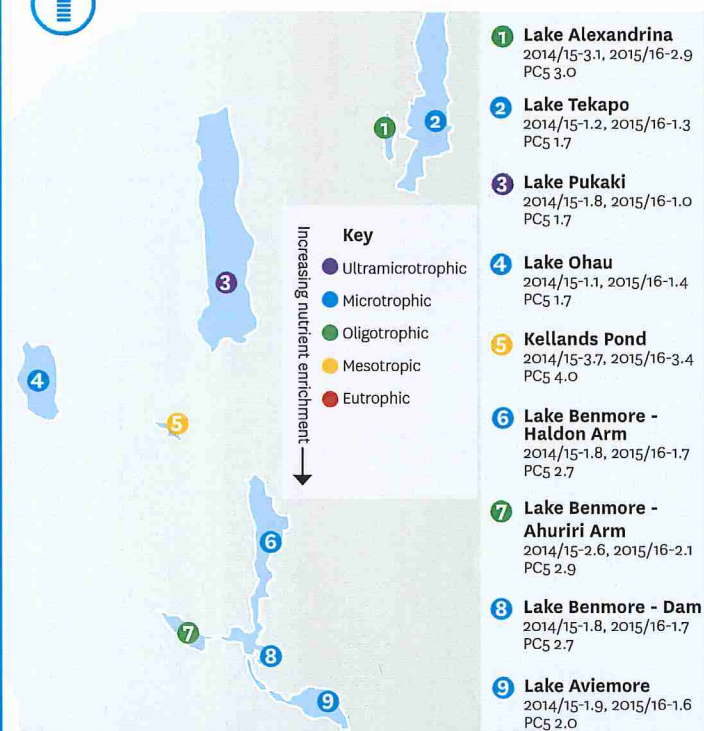 1 Lake Alexandrina
2014/15-3.1, 2015/16-2.9
PC5 3.0
2 Lake Tekapo
2014/15-1.2, 2015/16-1.3
PC5 1.7
3 Lake Pukaki
2014/15-1.8, 2015/16-1.0
PC5 1.7
4 Lake Ohau
2014/15-1.1, 2015/16-1.4
PC5 1.7
5 Kellands Pond
2014/15-3.7, 2015/16-3.4
PC5 4.0
6 Lake Benmore -
Haldon Arm
2014/15-1.8, 2015/16-1.7
PC5 2.7
7 Lake Benmore -
Ahuriri Arm
2014/15-2.6, 2015/16-2.1
PC5 2.9
8 Lake Benmore - Dam
2014/15-1.8, 2015/16-1.7
PC5 2.7
9 Lake Aviemore
2014/15-1.9, 2015/16-1.6
PC5 2.0
Key
Increasing nutrient enrichment
Ultramicrotrophic
Microtrophic
Oligotrophic
Mesotropic
Eutrophic
1
2
3
4
5
6
7
8
9